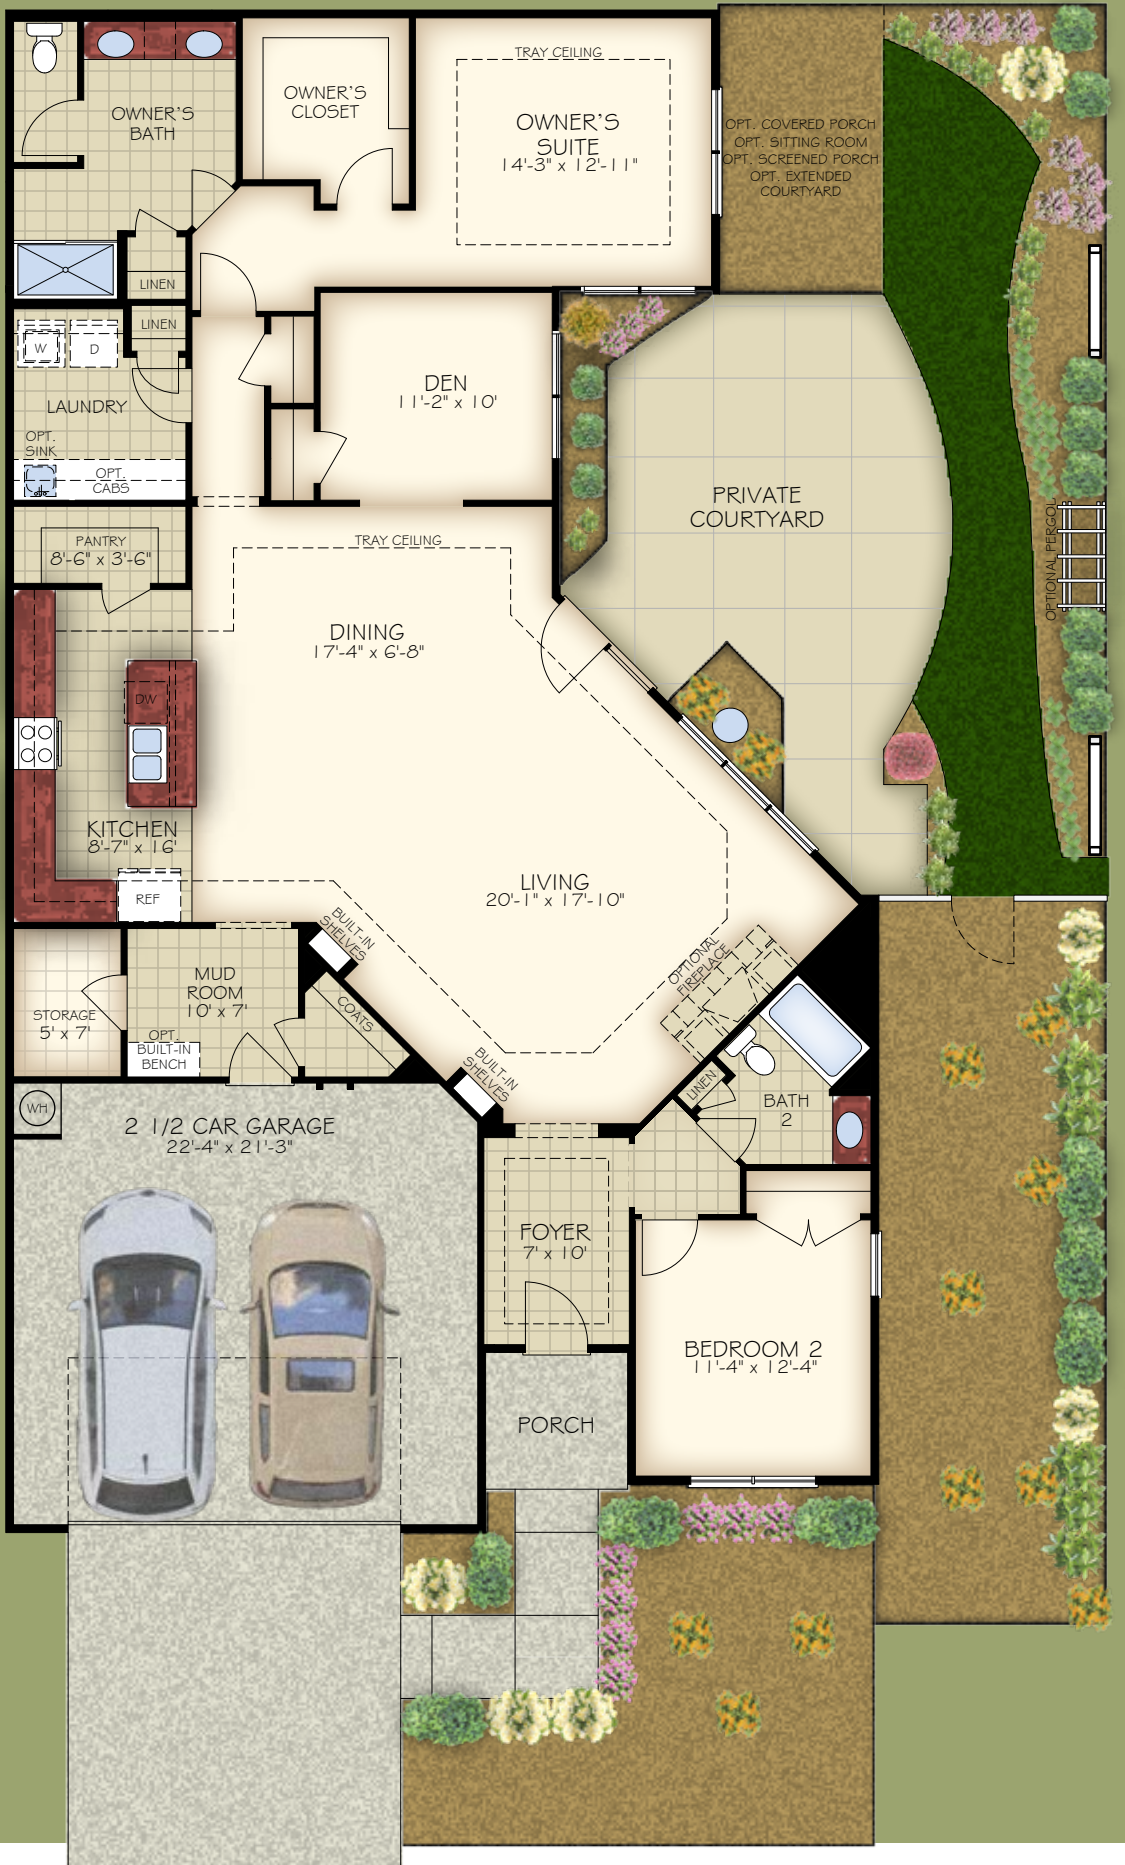 TRAY CEILING
OWNER'S
BATH
OWNER'S
CLOSET
OWNER'S
SUITE
14'-3" x 12'-11"
OPT. COVERED PORCH
OPT. SITTING ROOM
OPT. SCREENED PORCH
OPT. EXTENDED
COURTYARD
LINEN
LINEN
W
D
LAUNDRY
OPT.
SINK
OPT.
CABS
DEN
11'-2" x 10'
PRIVATE
COURTYARD
OPTIONAL PERGOL
PANTRY
8'-6" x 3'-6"
TRAY CEILING
DINING
17'-4" x 6'-8"
DW
KITCHEN
8'-7" x 16'
REF
LIVING
20'-1" x 17'-10"
BUILT-IN
SHELVES
OPTIONAL
FIREPLACE
MUD
ROOM
10' x 7'
STORAGE
5' x 7'
OPT.
BUILT-IN
BENCH
COATS
BUILT-IN
SHELVES
LINEN
BATH
2
WH
2 1/2 CAR GARAGE
22'-4" x 21'-3"
FOYER
7' x 10'
BEDROOM 2
11'-4" x 12'-4"
PORCH